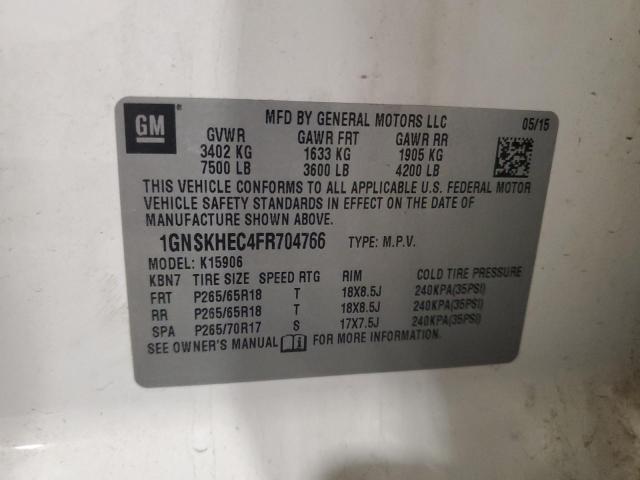 GM
MFD BY GENERAL MOTORS LLC 05/15
GVWR GAWR FRT GAWR RR
3402 KG 1633 KG 1905 KG
7500 LB 3600 LB 4200 LB
THIS VEHICLE CONFORMS TO ALL APPLICABLE U.S. FEDERAL MOTOR
VEHICLE SAFETY STANDARDS IN EFFECT ON THE DATE OF
MANUFACTURE SHOWN ABOVE.
1GNSKHEC4FR704766 TYPE: M.P.V.
MODEL: K15906
KBN7 TIRE SIZE SPEED RTG RIM COLD TIRE PRESSURE
FRT P265/65R18 T 18X8.5J 240KPA(35PSI)
RR P265/65R18 T 18X8.5J 240KPA(35PSI)
SPA P265/70R17 S 17X7.5J 240KPA(35PSI)
SEE OWNER'S MANUAL FOR MORE INFORMATION.